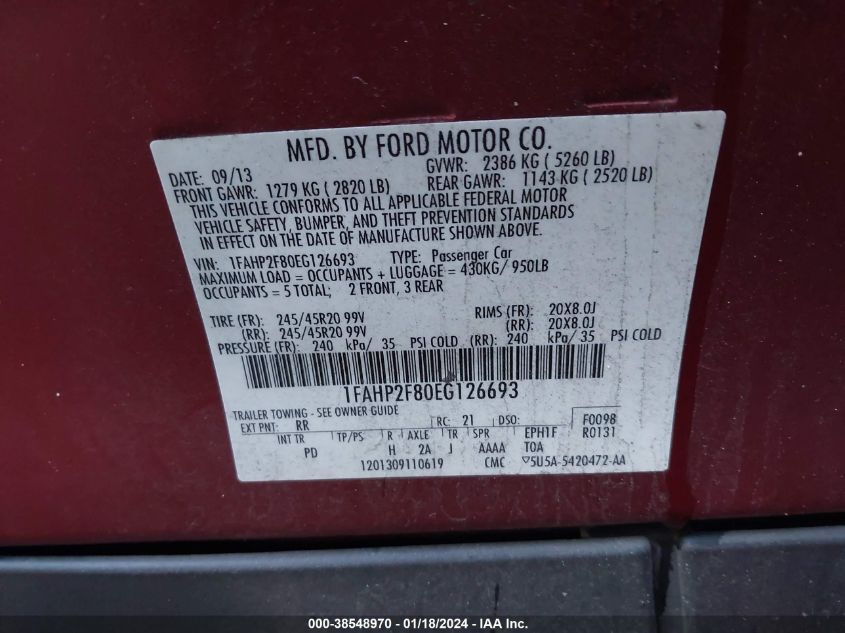 MFD. BY FORD MOTOR CO.
DATE: 09/13 GVWR: 2386 KG ( 5260 LB)
FRONT GAWR: 1279 KG ( 2820 LB) REAR GAWR: 1143 KG ( 2520 LB)
THIS VEHICLE CONFORMS TO ALL APPLICABLE FEDERAL MOTOR
VEHICLE SAFETY, BUMPER, AND THEFT PREVENTION STANDARDS
IN EFFECT ON THE DATE OF MANUFACTURE SHOWN ABOVE.
VIN: 1FAHP2F80EG126693 TYPE: Passenger Car
MAXIMUM LOAD = OCCUPANTS + LUGGAGE = 430KG/ 950LB
OCCUPANTS = 5 TOTAL; 2 FRONT, 3 REAR
TIRE (FR): 245/45R20 99V RIMS (FR): 20X8.0J
(RR): 245/45R20 99V (RR): 20X8.0J
PRESSURE (FR): 240 kPa/ 35 PSI COLD (RR): 240 kPa/ 35 PSI COLD
1FAHP2F80EG126693
TRAILER TOWING - SEE OWNER GUIDE
EXT PNT: RR RC: 21 DSO: F0098
INT TR TP/PS R AXLE TR SPR EPH1F R0131
PD H 2A J AAAA TOA
1201309110619 CMC 5U5A-5420472-AA
000-38548970 - 01/18/2024 - IAA Inc.